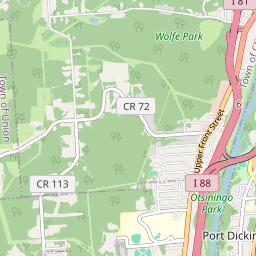 I 81
Wolfe Park
Town of Union
Town of
6
CR 72
Upper Front Street
CR 113
I 88
Otsiningo
Park
Port Dickin